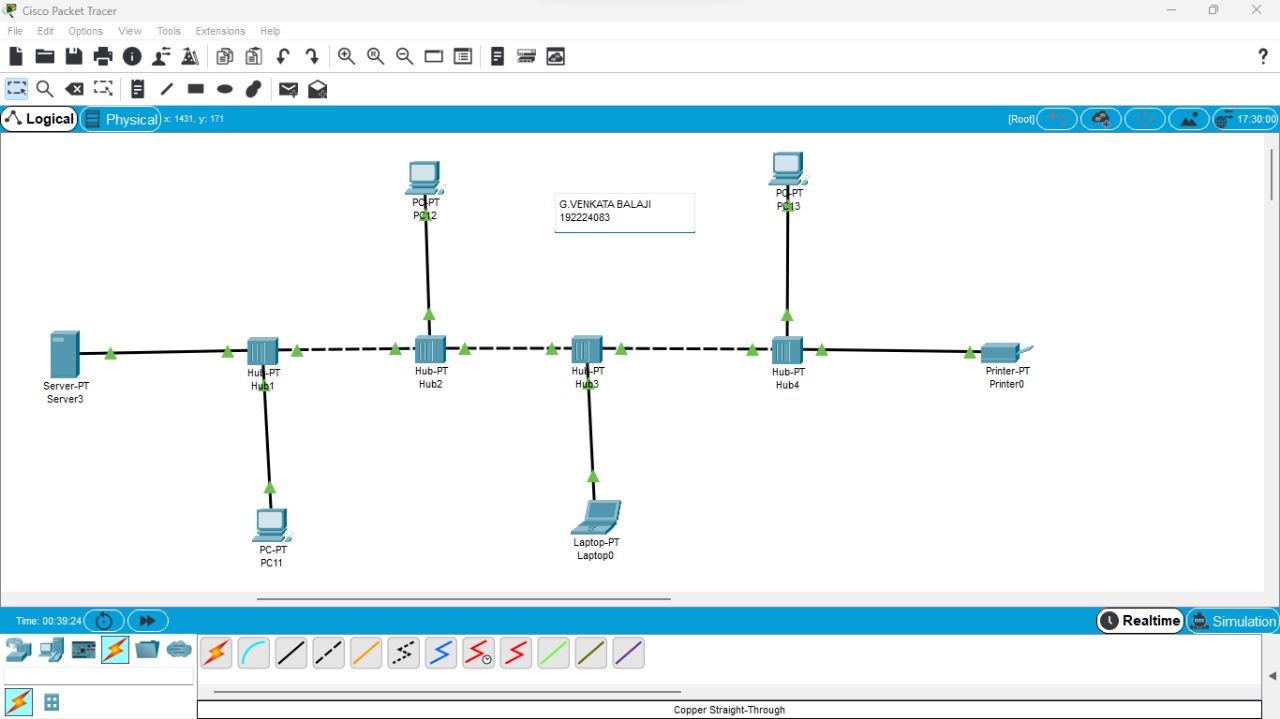 Cisco Packet Tracer
File Edit Options View Tools Extensions Help
?
Logical Physical x: 1431, y: 171 [Root] 17:30:00
PC-PT
PC12
PC-PT
PC13
G.VENKATA BALAJI
192224083
Server-PT
Server3
Hub-PT
Hub1
Hub-PT
Hub2
Hub-PT
Hub3
Hub-PT
Hub4
Printer-PT
Printer0
PC-PT
PC11
Laptop-PT
Laptop0
Time: 00:39:24 Realtime Simulation
Copper Straight-Through